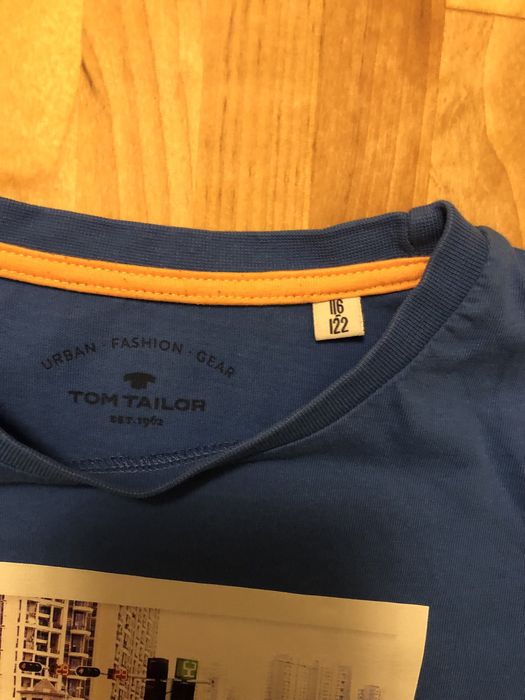 116
122
URBAN · FASHION · GEAR
TOM TAILOR
EST. 1962